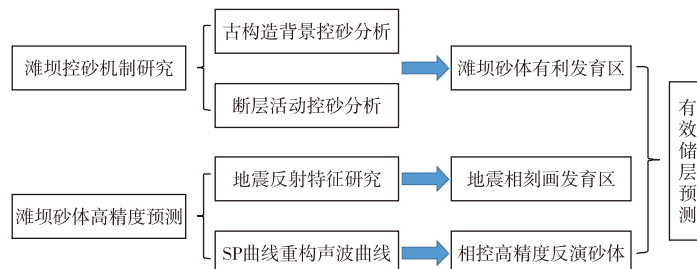 古构造背景控砂分析
滩坝控砂机制研究
滩坝砂体有利发育区
断层活动控砂分析
有效储层预测
地震反射特征研究
地震相刻画发育区
滩坝砂体高精度预测
SP曲线重构声波曲线
相控高精度反演砂体